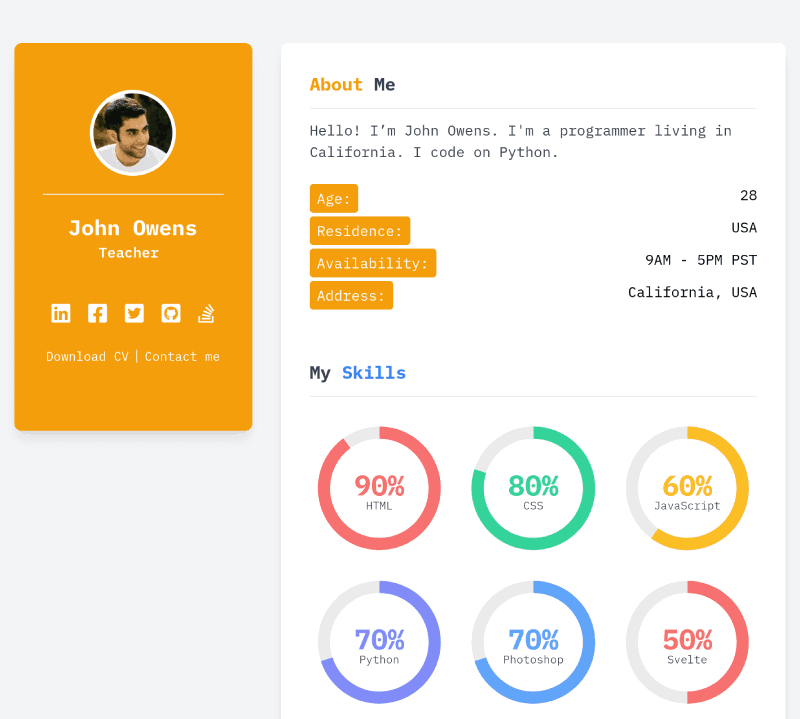 John Owens
Teacher
Download CV | Contact me
About Me
Hello! I’m John Owens. I'm a programmer living in
California. I code on Python.
Age: 28
Residence: USA
Availability: 9AM - 5PM PST
Address: California, USA
My Skills
90%
HTML
80%
CSS
60%
JavaScript
70%
Python
70%
Photoshop
50%
Svelte